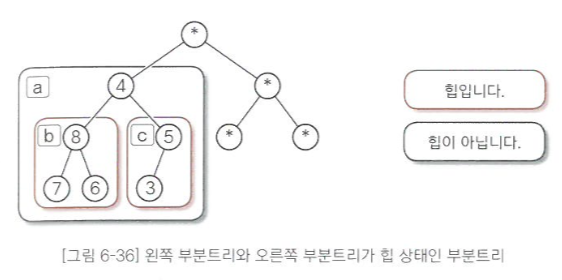 *
a
4
*
b 8 c 5 * *
7 6 3
힙입니다.
힙이 아닙니다.
[그림 6-36] 왼쪽 부분트리와 오른쪽 부분트리가 힙 상태인 부분트리